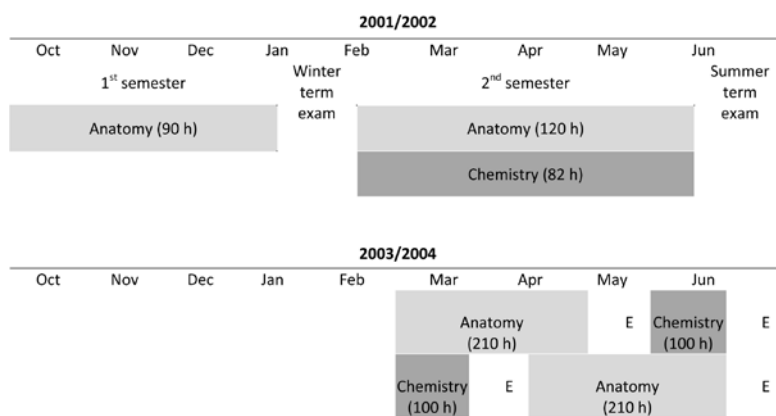 2001/2002
Oct Nov Dec Jan Feb Mar Apr May Jun
1st semester Winter term exam 2nd semester Summer term exam
Anatomy (90 h) Anatomy (120 h)
Chemistry (82 h)
2003/2004
Oct Nov Dec Jan Feb Mar Apr May Jun
Anatomy (210 h) E Chemistry (100 h) E
Chemistry (100 h) E Anatomy (210 h) E